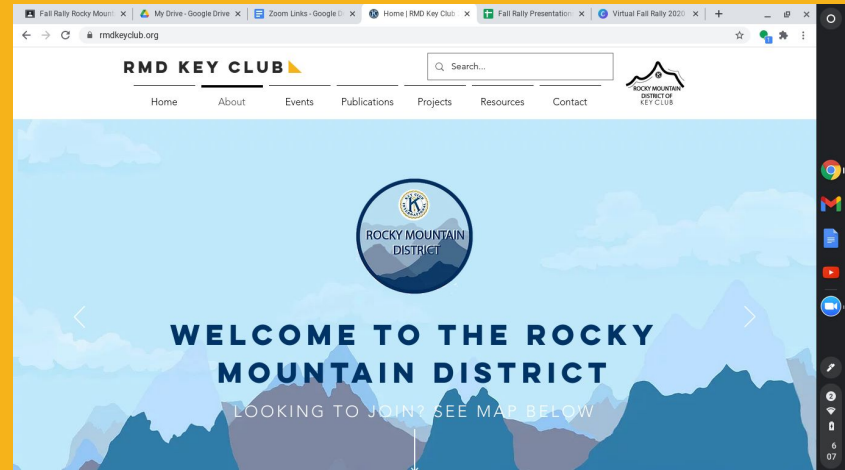 Fall Rally Rocky Mount
My Drive - Google Drive
Zoom Links - Google D
Home | RMD Key Club
Fall Rally Presentation
Virtual Fall Rally 2020
rmdkeyclub.org
RMD KEY CLUB
Search...
ROCKY MOUNTAIN
DISTRICT OF
KEY CLUB
Home About Events Publications Projects Resources Contact
K
ROCKY MOUNTAIN
DISTRICT
WELCOME TO THE ROCKY
MOUNTAIN DISTRICT
LOOKING TO JOIN? SEE MAP BELOW
2
6
07